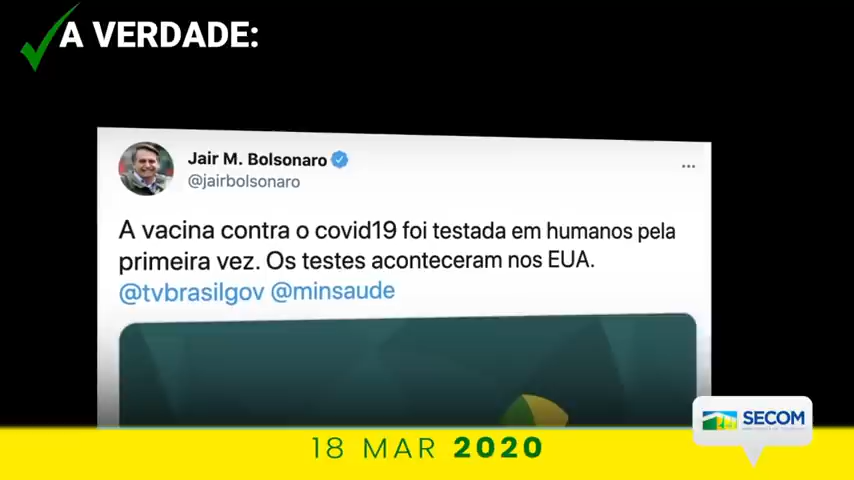 A VERDADE:
Jair M. Bolsonaro
@jairbolsonaro
A vacina contra o covid19 foi testada em humanos pela
primeira vez. Os testes aconteceram nos EUA.
@tvbrasilgov @minsaude
SECOM
18 MAR 2020